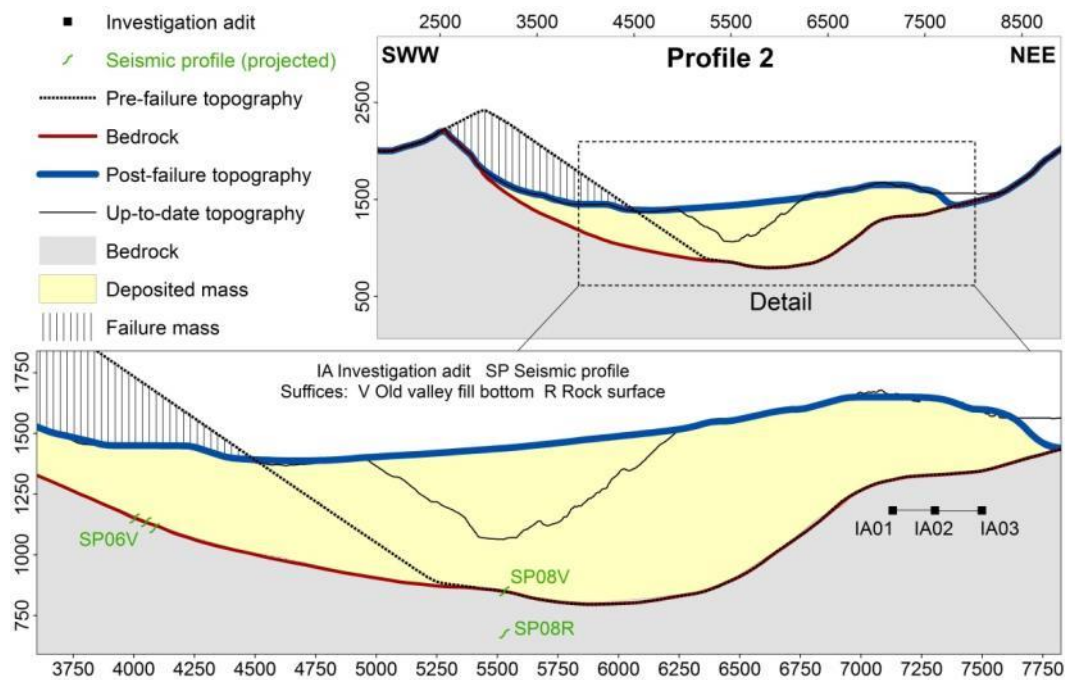 Investigation adit
Seismic profile (projected)
Pre-failure topography
Bedrock
Post-failure topography
Up-to-date topography
Bedrock
Deposited mass
Failure mass
2500 3500 4500 5500 6500 7500 8500
SWW Profile 2 NEE
2500
1500
500
Detail
IA Investigation adit SP Seismic profile
Suffices: V Old valley fill bottom R Rock surface
1750
1500
1250
1000
750
SP06V
SP08V
SP08R
IA01 IA02 IA03
3750 4000 4250 4500 4750 5000 5250 5500 5750 6000 6250 6500 6750 7000 7250 7500 7750